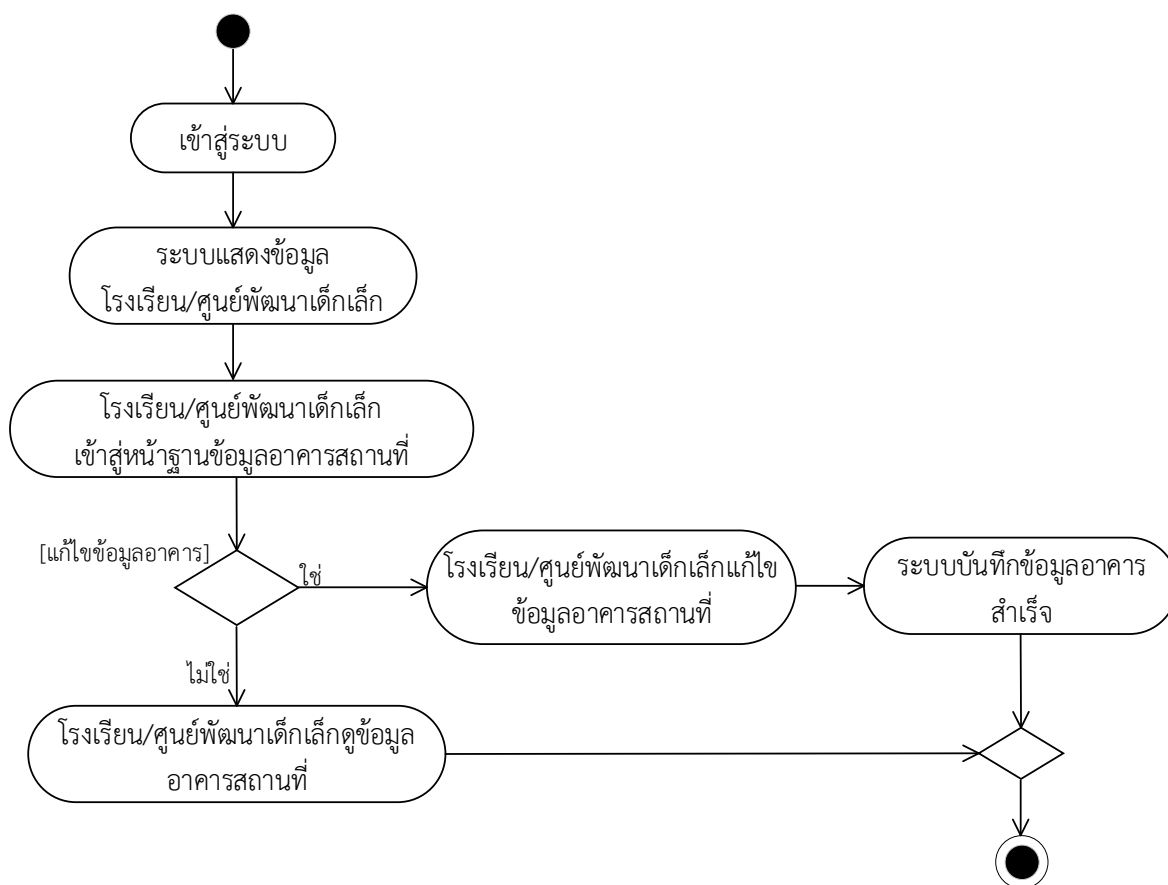 เข้าสู่ระบบ
ระบบแสดงข้อมูล
โรงเรียน/ศูนย์พัฒนาเด็กเล็ก
โรงเรียน/ศูนย์พัฒนาเด็กเล็ก
เข้าสู่หน้าฐานข้อมูลอาคารสถานที่
[แก้ไขข้อมูลอาคาร]
ใช่
โรงเรียน/ศูนย์พัฒนาเด็กเล็กแก้ไข
ข้อมูลอาคารสถานที่
ระบบบันทึกข้อมูลอาคาร
สำเร็จ
ไม่ใช่
โรงเรียน/ศูนย์พัฒนาเด็กเล็กดูข้อมูล
อาคารสถานที่